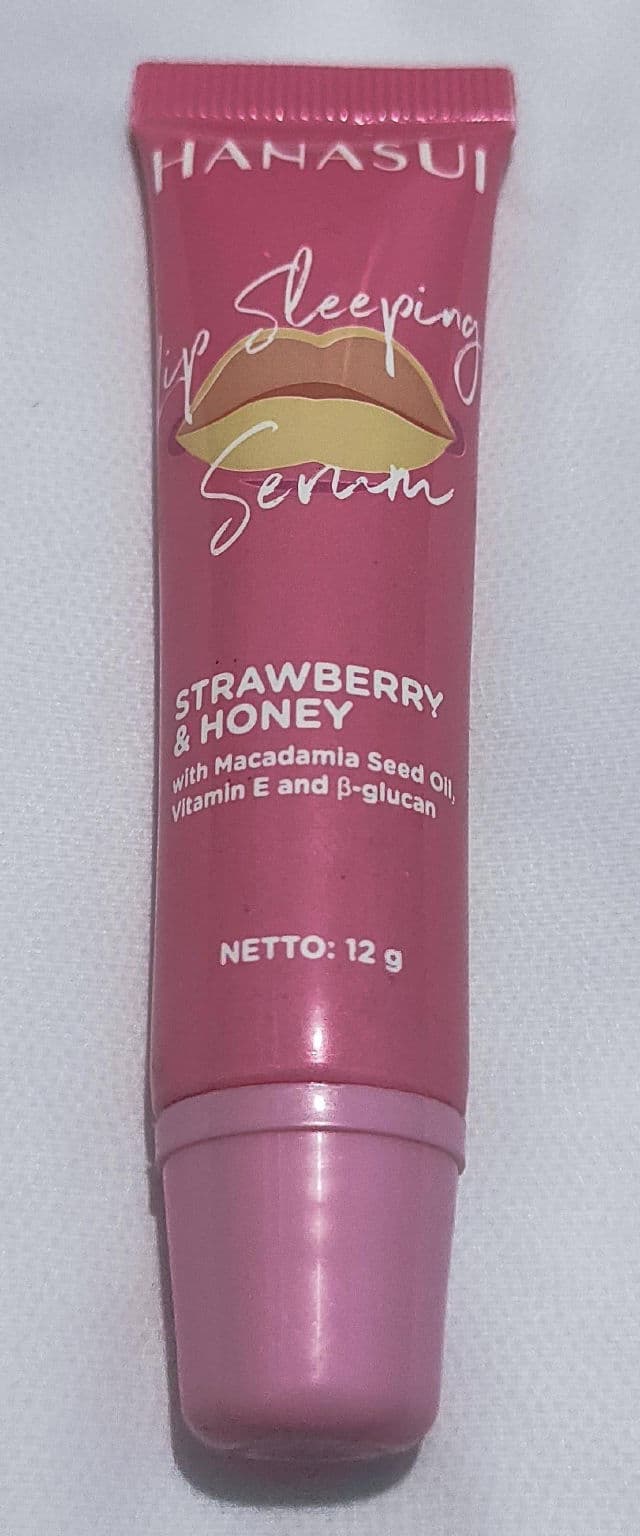 HANASUI
Lip Sleeping
Serum
STRAWBERRY
& HONEY
with Macadamia Seed Oil,
Vitamin E and β-glucan
NETTO: 12 g